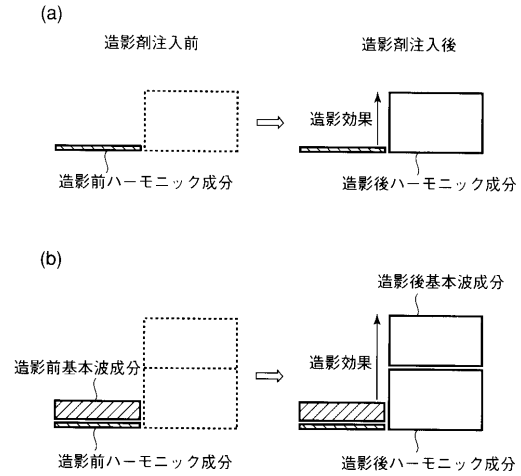 (a)
造影剤注入前
造影剤注入後
造影効果
造影前ハーモニック成分
造影後ハーモニック成分
(b)
造影後基本波成分
造影前基本波成分
造影効果
造影前ハーモニック成分
造影後ハーモニック成分